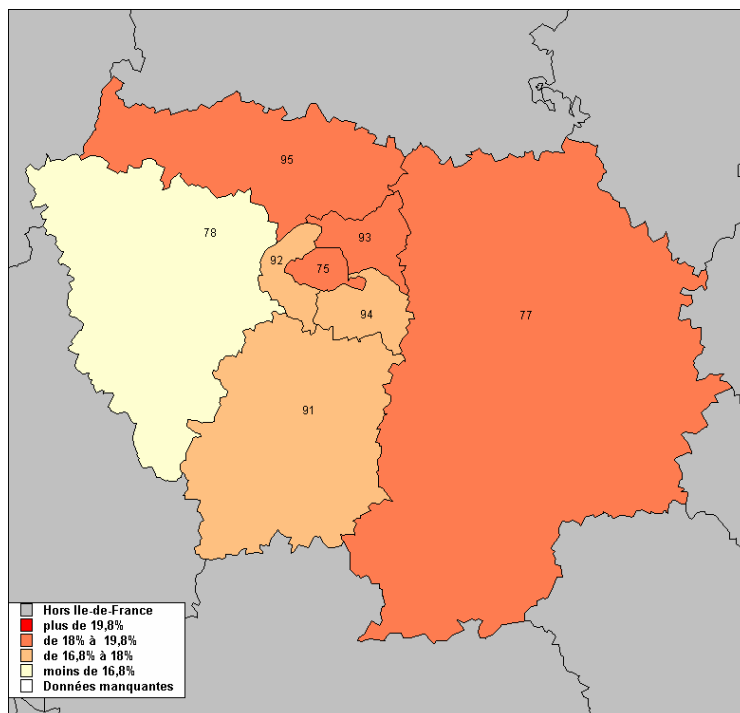 95
78
93
92
75
94
77
91
Hors Ile-de-France
plus de 19,8%
de 18% à 19,8%
de 16,8% à 18%
moins de 16,8%
Données manquantes